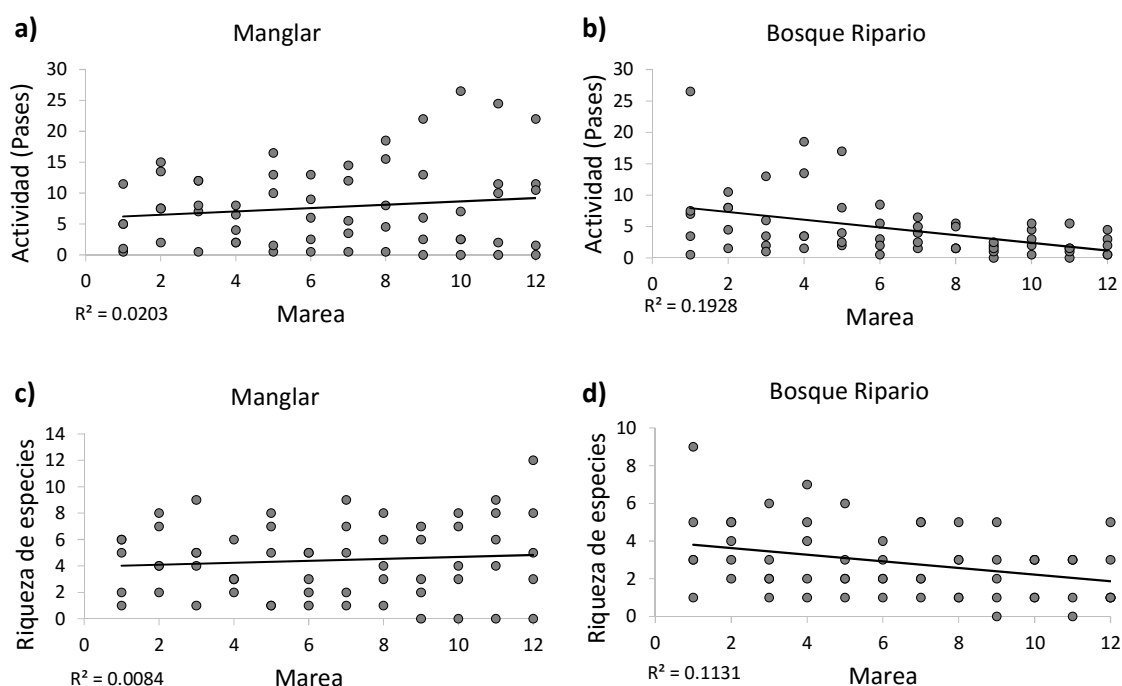 a)
Manglar
Actividad (Pases)
30
25
20
15
10
5
0
0 2 4 6 8 10 12
R² = 0.0203
Marea
b)
Bosque Ripario
Actividad (Pases)
30
25
20
15
10
5
0
0 2 4 6 8 10 12
R² = 0.1928
Marea
c)
Manglar
Riqueza de especies
14
12
10
8
6
4
2
0
0 2 4 6 8 10 12
R² = 0.0084
Marea
d)
Bosque Ripario
Riqueza de especies
10
8
6
4
2
0
0 2 4 6 8 10 12
R² = 0.1131
Marea